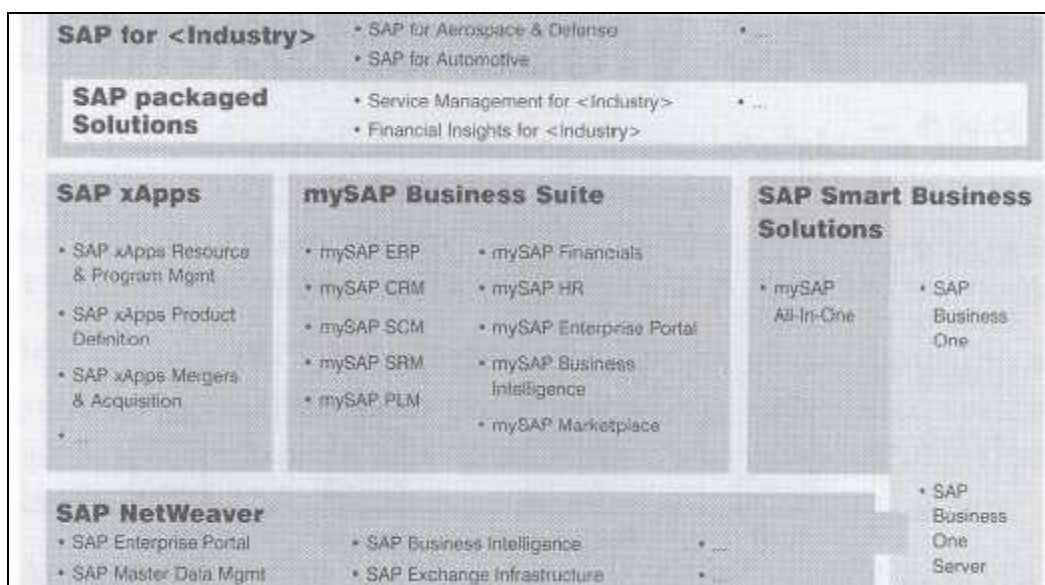 SAP for <Industry>
• SAP for Aerospace & Defense
• ...
• SAP for Automotive
SAP packaged
Solutions
• Service Management for <Industry>
• ...
• Financial Insights for <Industry>
SAP xApps
• SAP xApps Resource
& Program Mgmt
• SAP xApps Product
Definition
• SAP xApps Mergers
& Acquisition
• ...
mySAP Business Suite
• mySAP ERP
• mySAP CRM
• mySAP SCM
• mySAP SRM
• mySAP PLM
• mySAP Financials
• mySAP HR
• mySAP Enterprise Portal
• mySAP Business
Intelligence
• mySAP Marketplace
SAP Smart Business
Solutions
• mySAP
All-In-One
• SAP
Business
One
• SAP
Business
One
Server
SAP NetWeaver
• SAP Enterprise Portal
• SAP Business Intelligence
• ...
• SAP Master Data Mgmt
• SAP Exchange Infrastructure
• ...